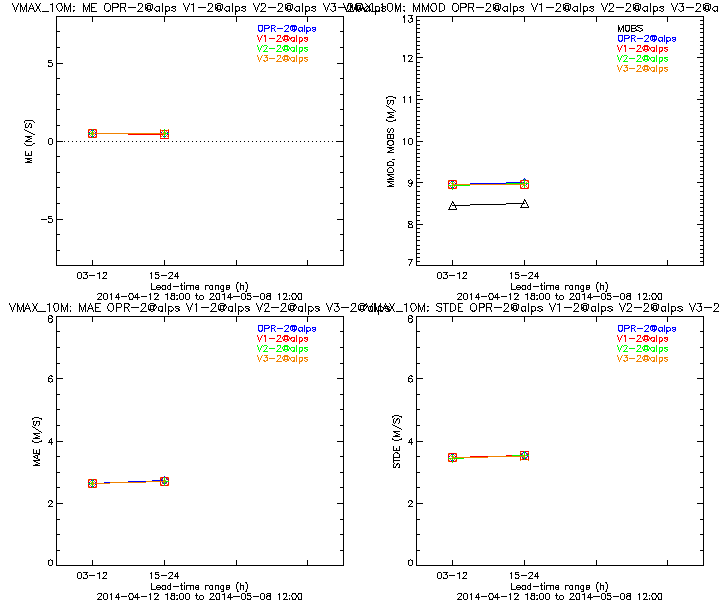 VMAX_10M: ME OPR-2@alps V1-2@alps V2-2@alps V3-2@alps
OPR-2@alps
V1-2@alps
V2-2@alps
V3-2@alps
ME (M/S)
5
0
-5
03-12 15-24
Lead-time range (h)
2014-04-12 18:00 to 2014-05-08 12:00
VMAX_10M: MMOD OPR-2@alps V1-2@alps V2-2@alps V3-2@a
MOBS
OPR-2@alps
V1-2@alps
V2-2@alps
V3-2@alps
MMOD, MOBS (M/S)
13
12
11
10
9
8
7
03-12 15-24
Lead-time range (h)
2014-04-12 18:00 to 2014-05-08 12:00
VMAX_10M: MAE OPR-2@alps V1-2@alps V2-2@alps V3-2@alps
OPR-2@alps
V1-2@alps
V2-2@alps
V3-2@alps
MAE (M/S)
8
6
4
2
0
03-12 15-24
Lead-time range (h)
2014-04-12 18:00 to 2014-05-08 12:00
VMAX_10M: STDE OPR-2@alps V1-2@alps V2-2@alps V3-2
OPR-2@alps
V1-2@alps
V2-2@alps
V3-2@alps
STDE (M/S)
8
6
4
2
0
03-12 15-24
Lead-time range (h)
2014-04-12 18:00 to 2014-05-08 12:00